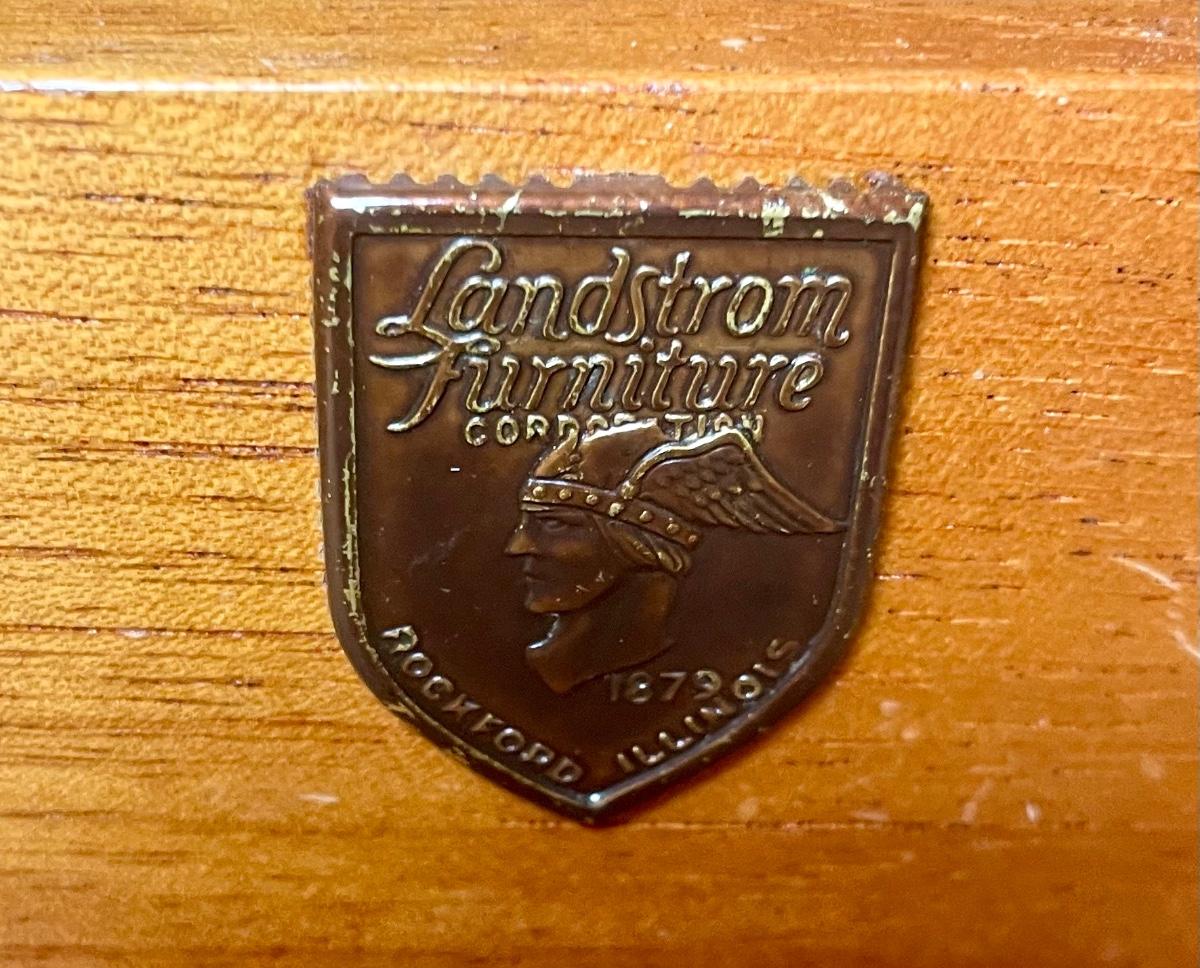 Landstrom
Furniture
CORPORATION
1879
ROCKFORD ILLINOIS